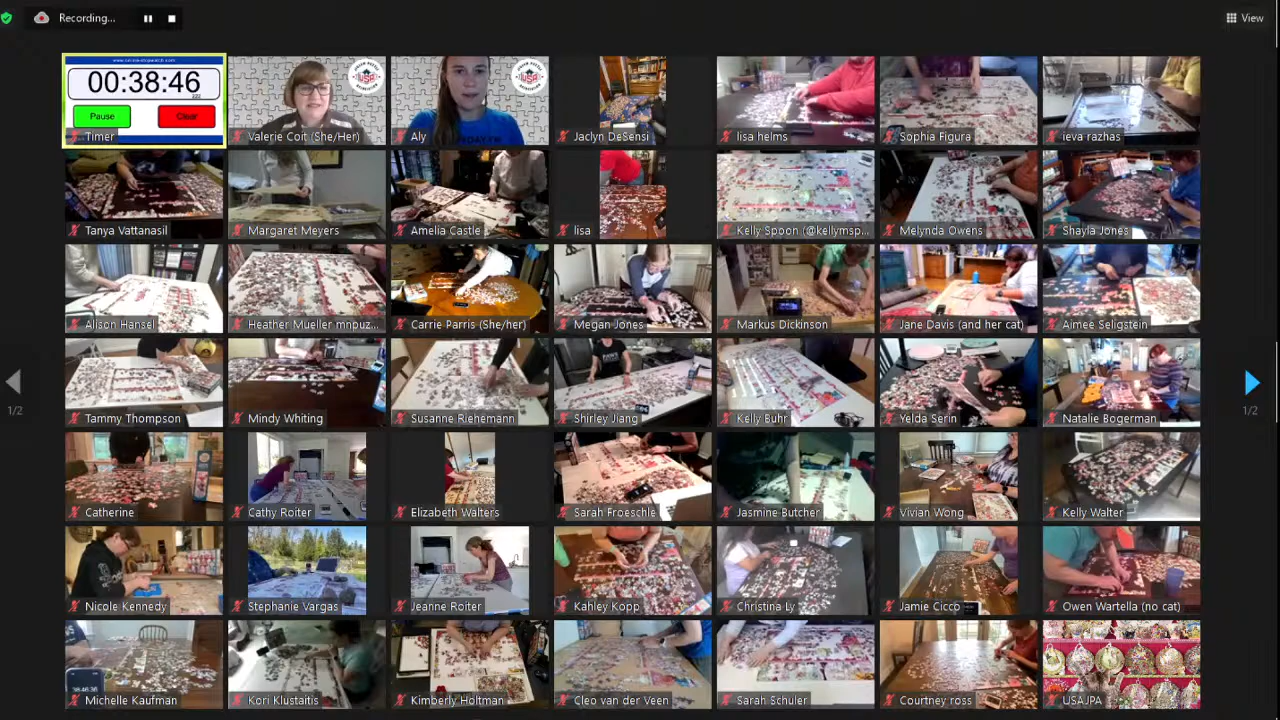 Recording...
View
www.online-stopwatch.com
00:38:46
Pause
Clear
Timer
Valerie Coit (She/Her)
Aly
Jaclyn DeSensi
lisa helms
Sophia Figura
ieva razhas
Tanya Vattanasil
Margaret Meyers
Amelia Castle
lisa
Kelly Spoon (@kellymsp...
Melynda Owens
Shayla Jones
Alison Hansel
Heather Mueller mnpuz...
Carrie Parris (She/her)
Megan Jones
Markus Dickinson
Jane Davis (and her cat)
Aimee Seligstein
1/2
1/2
Tammy Thompson
Mindy Whiting
Susanne Riehemann
Shirley Jiang
Kelly Buhr
Yelda Serin
Natalie Bogerman
Catherine
Cathy Roiter
Elizabeth Walters
Sarah Froeschle
Jasmine Butcher
Vivian Wong
Kelly Walter
Nicole Kennedy
Stephanie Vargas
Jeanne Roiter
Kahley Kopp
Christina Ly
Jamie Cicco
Owen Wartella (no cat)
Michelle Kaufman
Kori Klustaitis
Kimberly Holtman
Cleo van der Veen
Sarah Schuler
Courtney ross
USAJPA